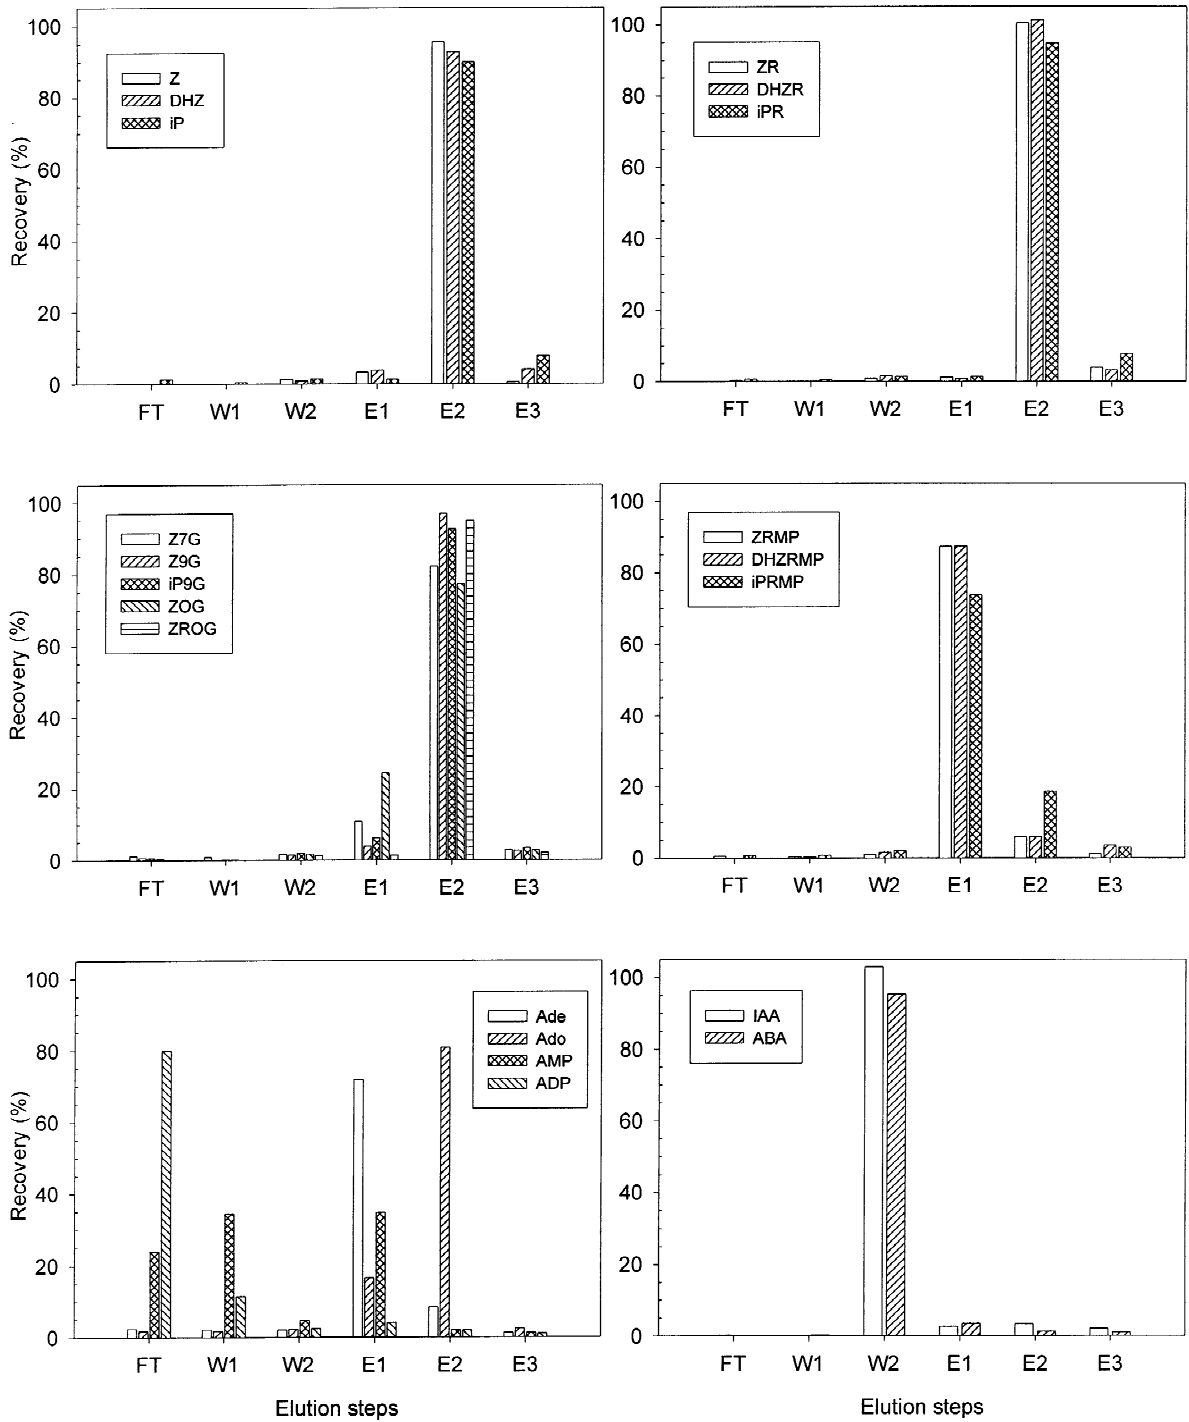 100
80
60
40
20
0
Recovery (%)
Z
DHZ
iP
FT W1 W2 E1 E2 E3
100
80
60
40
20
0
ZR
DHZR
iPR
FT W1 W2 E1 E2 E3
100
80
60
40
20
0
Recovery (%)
Z7G
Z9G
iP9G
ZOG
ZROG
FT W1 W2 E1 E2 E3
100
80
60
40
20
0
ZRMP
DHZRMP
iPRMP
FT W1 W2 E1 E2 E3
100
80
60
40
20
0
Recovery (%)
Ade
Ado
AMP
ADP
FT W1 W2 E1 E2 E3
Elution steps
100
80
60
40
20
0
IAA
ABA
FT W1 W2 E1 E2 E3
Elution steps